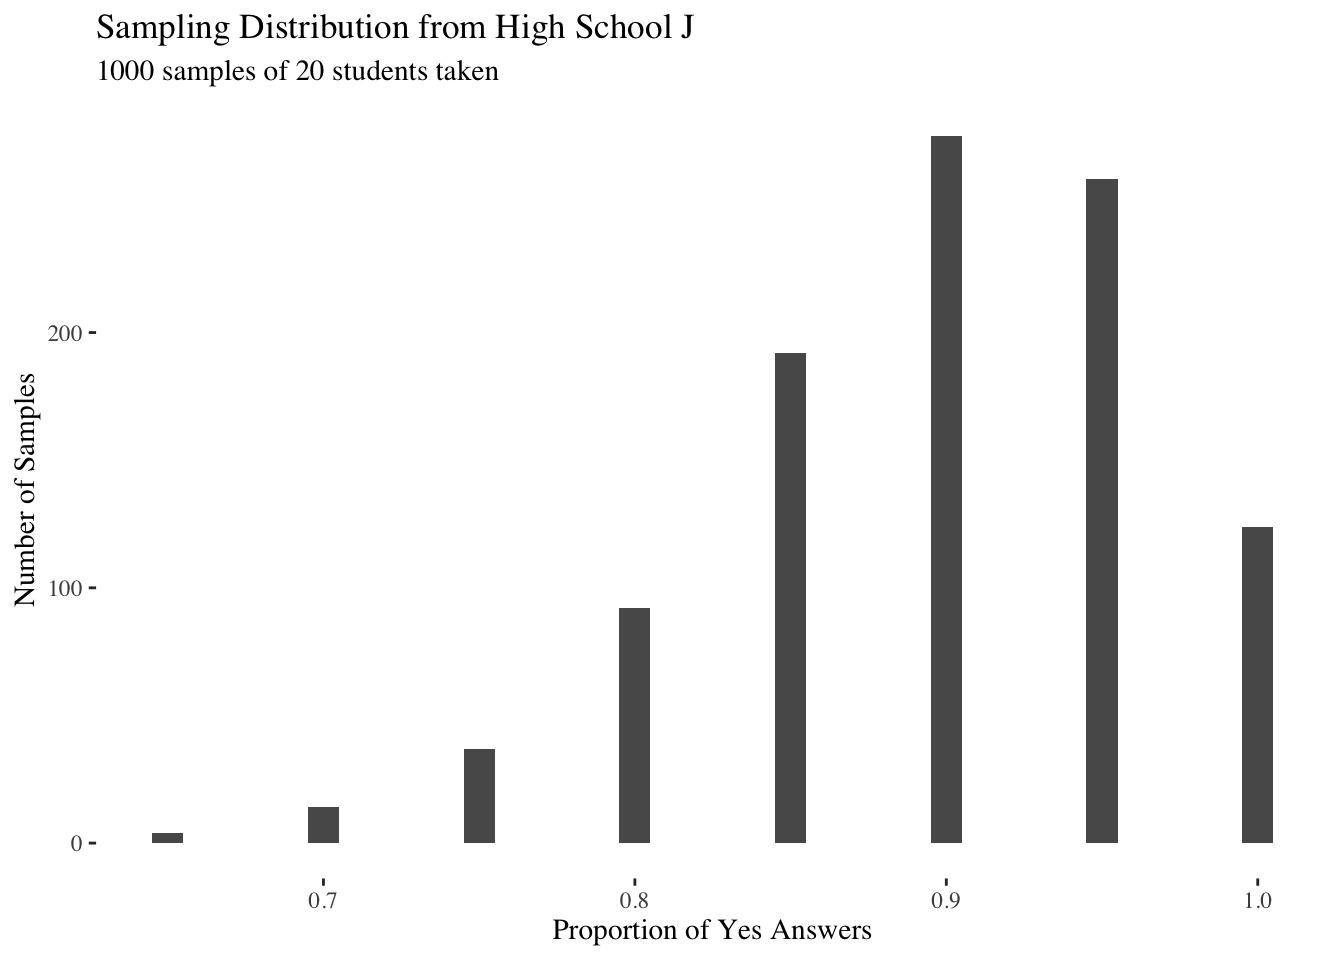 Sampling Distribution from High School J
1000 samples of 20 students taken
200
100
0
Number of Samples
0.7 0.8 0.9 1.0
Proportion of Yes Answers